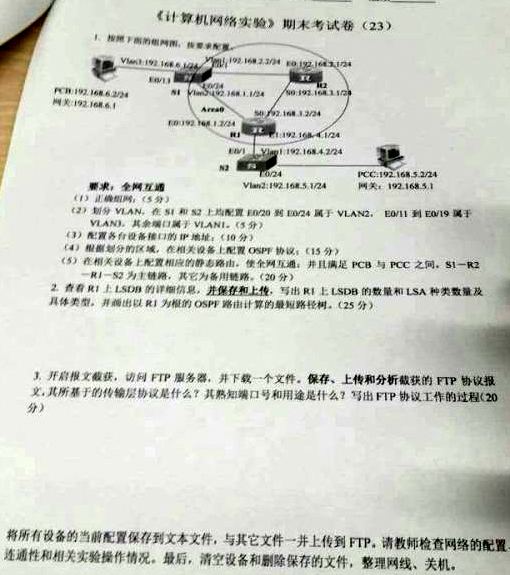 《计算机网络实验》期末考试卷（23）
1. 按照下面的组网图，按要求配置。
Vlan3:192.168.6.1/24
Vlan1:192.168.2.2/24
E0:192.168.2.1/24
E0/1
E0/13
S1
R2
E0/24
PCB:192.168.6.2/24
Vlan2:192.168.1.1/24
S0:192.168.3.1/24
网关:192.168.6.1
Area0
S0:192.168.3.2/24
E0:192.168.1.2/24
R1
E1:192.168.4.1/24
E0/1
Vlan1:192.168.4.2/24
S2
E0/24
PCC:192.168.5.2/24
Vlan2:192.168.5.1/24
网关：192.168.5.1
要求：全网互通
（1）正确组网；（5 分）
（2）划分 VLAN，在 S1 和 S2 上均配置 E0/20 到 E0/24 属于 VLAN2， E0/11 到 E0/19 属于
VLAN3，其余端口属于 VLAN1。（5 分）
（3）配置各台设备接口的 IP 地址；（10 分）
（4）根据划分的区域，在相关设备上配置 OSPF 协议；（15 分）
（5）在相关设备上配置相应的静态路由，使全网互通；并且满足 PCB 与 PCC 之间，S1－R2
－R1－S2 为主链路，其它为备用链路。（20 分）
2. 查看 R1 上 LSDB 的详细信息，并保存和上传，写出 R1 上 LSDB 的数量和 LSA 种类数量及
具体类型，并画出以 R1 为根的 OSPF 路由计算的最短路径树。（25 分）
3. 开启报文截获，访问 FTP 服务器，并下载一个文件。保存、上传和分析截获的 FTP 协议报
文，其所基于的传输层协议是什么？其熟知端口号和用途是什么？写出 FTP 协议工作的过程（20
分）
将所有设备的当前配置保存到文本文件，与其它文件一并上传到 FTP。请教师检查网络的配置、
连通性和相关实验操作情况。最后，清空设备和删除保存的文件，整理网线、关机。